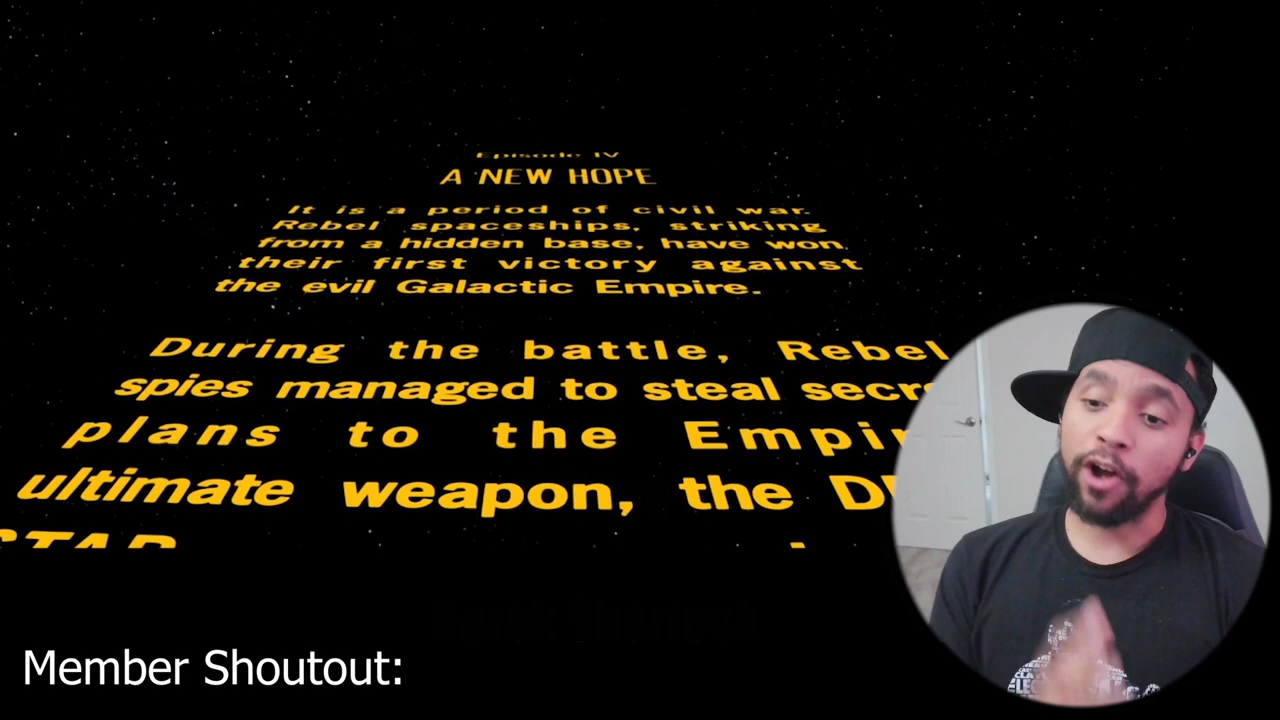 Episode IV
A NEW HOPE
It is a period of civil war.
Rebel spaceships, striking
from a hidden base, have won
their first victory against
the evil Galactic Empire.
During the battle, Rebel
spies managed to steal secr
plans to the Empir
ultimate weapon, the D
STAR
Member Shoutout: